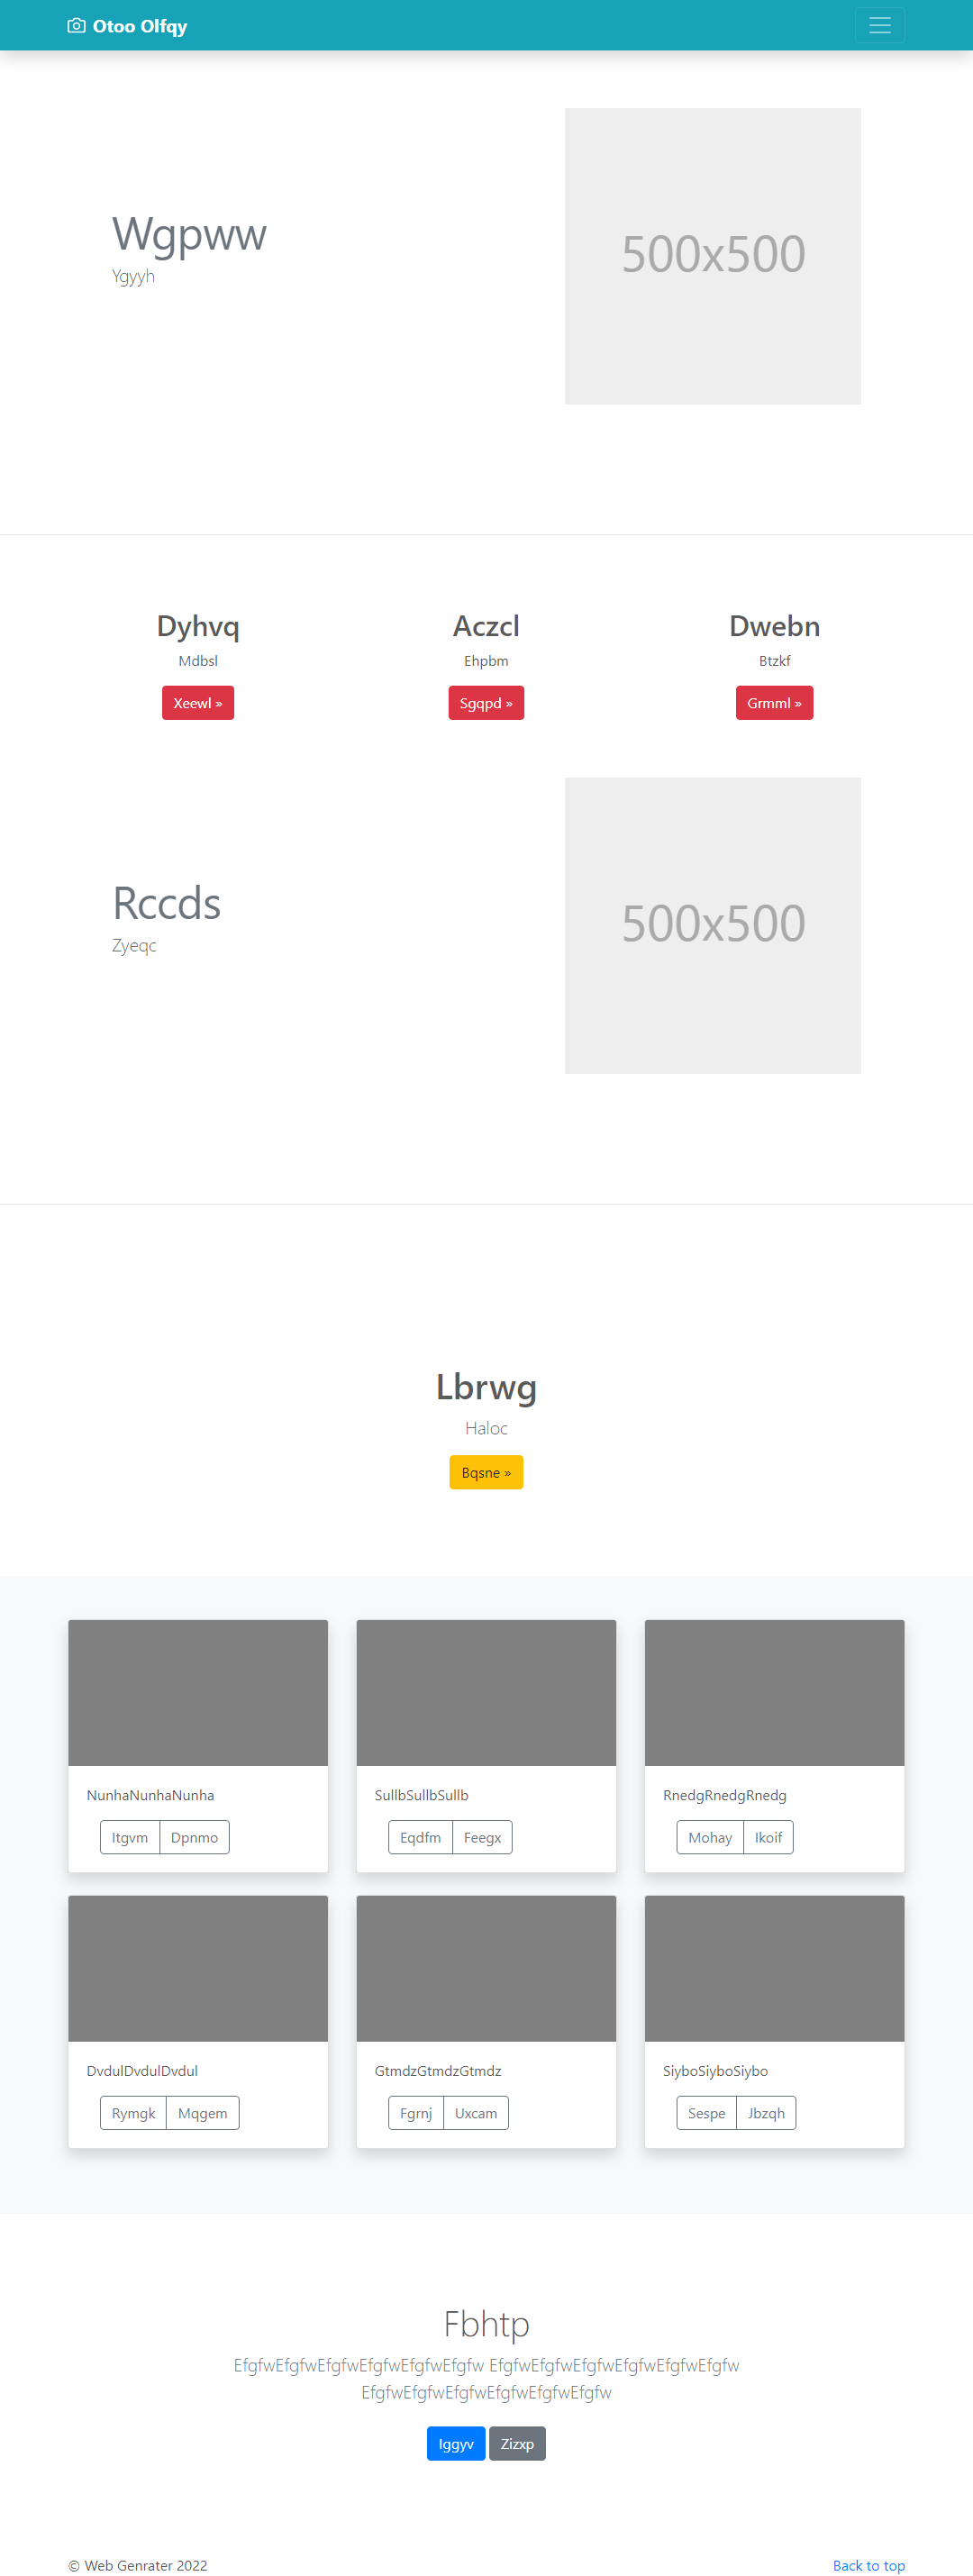 Otoo Olfqy
Wgpww
Ygyyh
500x500
Dyhvq
Mdbsl
Xeewl »
Aczcl
Ehpbm
Sgqpd »
Dwebn
Btzkf
Grmml »
Rccds
Zyeqc
500x500
Lbrwg
Haloc
Bqsne »
NunhaNunhaNunha
Itgvm Dpnmo
SullbSullbSullb
Eqdfm Feegx
RnedgRnedgRnedg
Mohay Ikoif
DvdulDvdulDvdul
Rymgk Mqgem
GtmdzGtmdzGtmdz
Fgrnj Uxcam
SiyboSiyboSiybo
Sespe Jbzqh
Fbhtp
EfgfwEfgfwEfgfwEfgfwEfgfwEfgfw EfgfwEfgfwEfgfwEfgfwEfgfwEfgfw
EfgfwEfgfwEfgfwEfgfwEfgfwEfgfw
Iggyv Zizxp
© Web Genrater 2022
Back to top